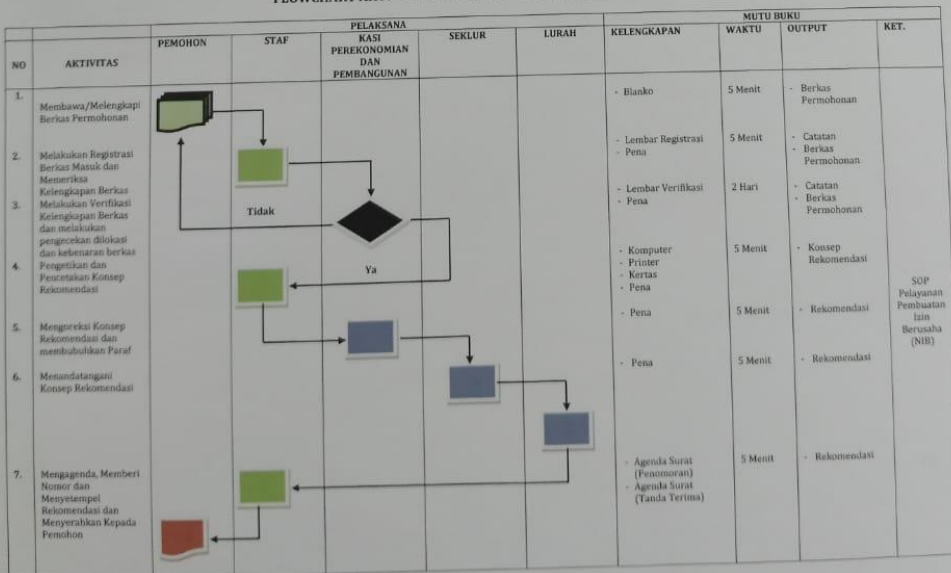 PELAKSANA
MUTU BUKU
NO
AKTIVITAS
PEMOHON
STAF
KASI
PEREKONOMIAN
DAN
PEMBANGUNAN
SEKLUR
LURAH
KELENGKAPAN
WAKTU
OUTPUT
KET.
1.
Membawa/Melengkapi
Berkas Permohonan
- Blanko
5 Menit
- Berkas
Permohonan
2.
Melakukan Registrasi
Berkas Masuk dan
Memeriksa
Kelengkapan Berkas
- Lembar Registrasi
- Pena
5 Menit
- Catatan
- Berkas
Permohonan
3.
Melakukan Verifikasi
Kelengkapan Berkas
dan melakukan
pengecekan dilokasi
dan kebenaran berkas
Tidak
- Lembar Verifikasi
- Pena
2 Hari
- Catatan
- Berkas
Permohonan
4.
Pengetikan dan
Pencetakan Konsep
Rekomendasi
Ya
- Komputer
- Printer
- Kertas
- Pena
5 Menit
- Konsep
Rekomendasi
5.
Mengoreksi Konsep
Rekomendasi dan
membubuhkan Paraf
- Pena
5 Menit
- Rekomendasi
SOP
Pelayanan
Pembuatan
Izin
Berusaha
(NIB)
6.
Menandatangani
Konsep Rekomendasi
- Pena
5 Menit
- Rekomendasi
7.
Mengagenda, Memberi
Nomor dan
Menyetempel
Rekomendasi dan
Menyerahkan Kepada
Pemohon
- Agenda Surat
(Penomoran)
- Agenda Surat
(Tanda Terima)
5 Menit
- Rekomendasi